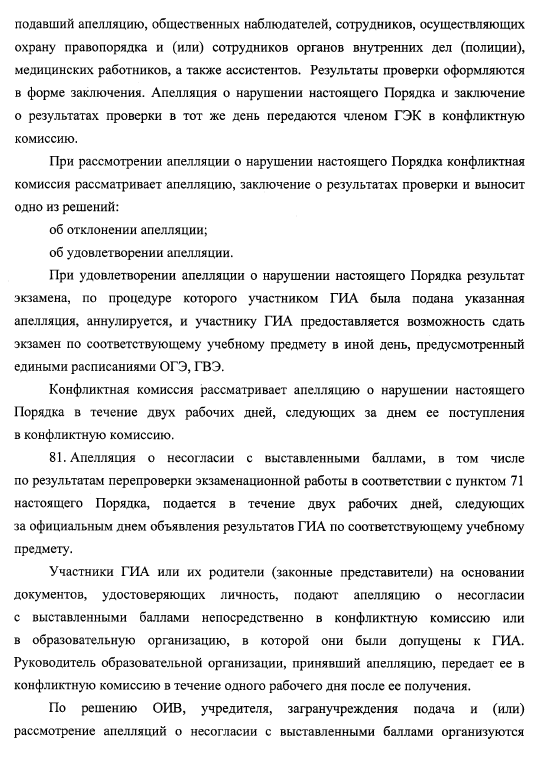 подавший апелляцию, общественных наблюдателей, сотрудников, осуществляющих
охрану правопорядка и (или) сотрудников органов внутренних дел (полиции),
медицинских работников, а также ассистентов. Результаты проверки оформляются
в форме заключения. Апелляция о нарушении настоящего Порядка и заключение
о результатах проверки в тот же день передаются членом ГЭК в конфликтную
комиссию.
При рассмотрении апелляции о нарушении настоящего Порядка конфликтная
комиссия рассматривает апелляцию, заключение о результатах проверки и выносит
одно из решений:
об отклонении апелляции;
об удовлетворении апелляции.
При удовлетворении апелляции о нарушении настоящего Порядка результат
экзамена, по процедуре которого участником ГИА была подана указанная
апелляция, аннулируется, и участнику ГИА предоставляется возможность сдать
экзамен по соответствующему учебному предмету в иной день, предусмотренный
едиными расписаниями ОГЭ, ГВЭ.
Конфликтная комиссия рассматривает апелляцию о нарушении настоящего
Порядка в течение двух рабочих дней, следующих за днем ее поступления
в конфликтную комиссию.
81. Апелляция о несогласии с выставленными баллами, в том числе
по результатам перепроверки экзаменационной работы в соответствии с пунктом 71
настоящего Порядка, подается в течение двух рабочих дней, следующих
за официальным днем объявления результатов ГИА по соответствующему учебному
предмету.
Участники ГИА или их родители (законные представители) на основании
документов, удостоверяющих личность, подают апелляцию о несогласии
с выставленными баллами непосредственно в конфликтную комиссию или
в образовательную организацию, в которой они были допущены к ГИА.
Руководитель образовательной организации, принявший апелляцию, передает ее в
конфликтную комиссию в течение одного рабочего дня после ее получения.
По решению ОИВ, учредителя, загранучреждения подача и (или)
рассмотрение апелляций о несогласии с выставленными баллами организуются